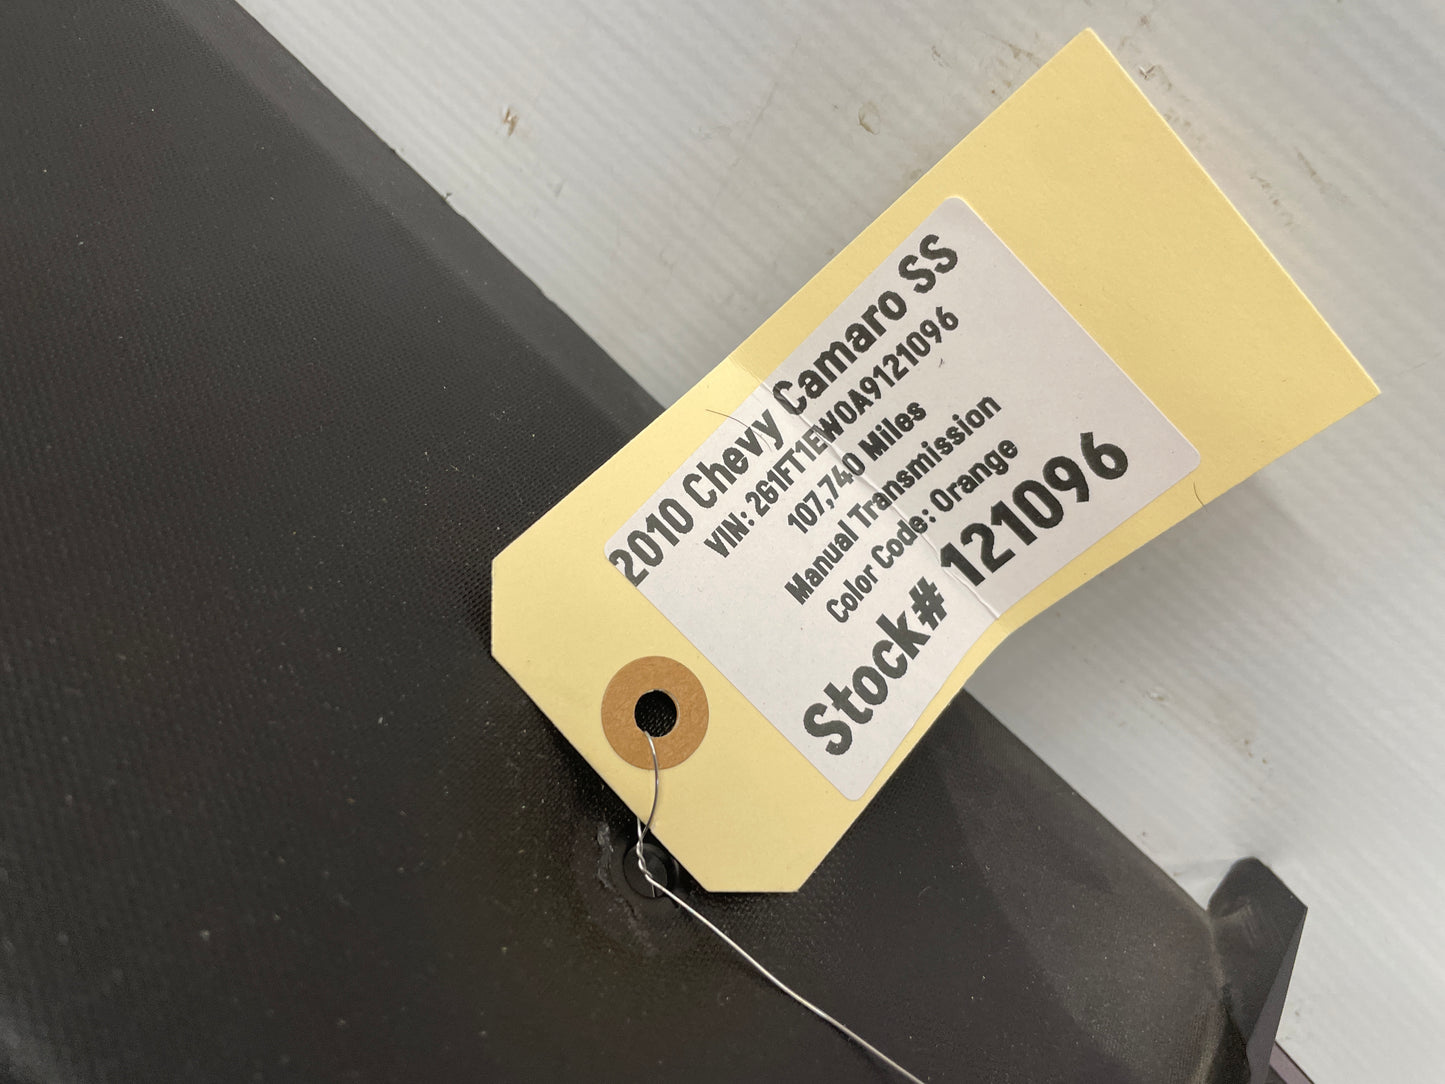 2010 Chevy Camaro SS
VIN: 2G1FT1EW0A9121096
107,740 Miles
Manual Transmission
Color Code: Orange
Stock# 121096